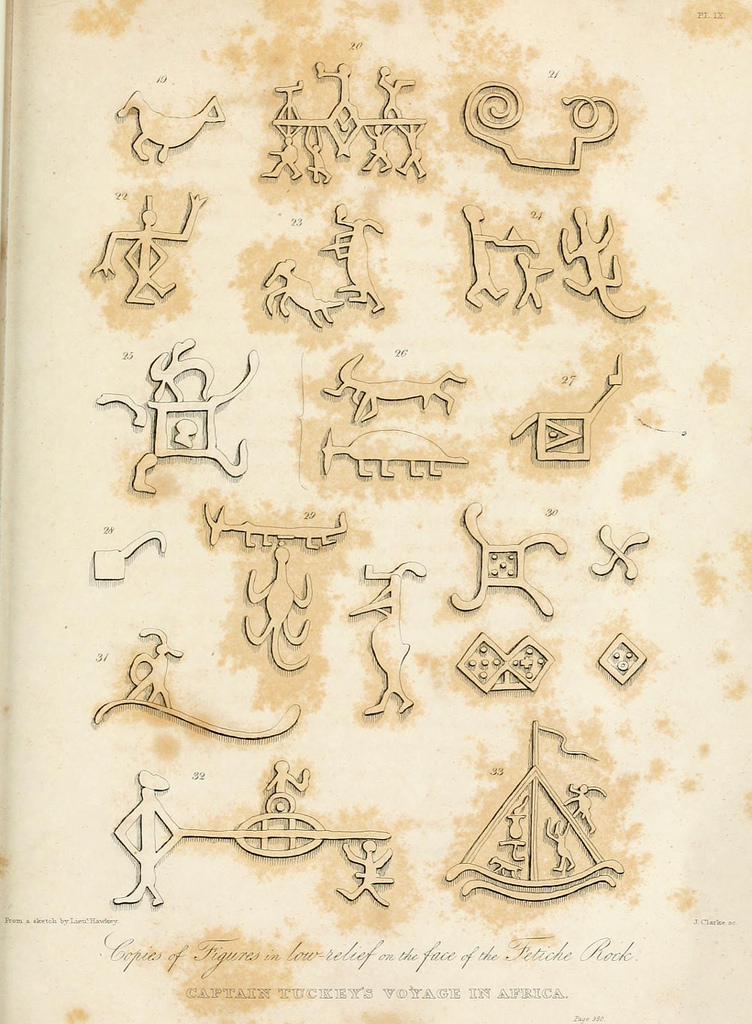 PL. IX.
19
20
21
22
23
24
25
26
27
28
29
30
31
32
33
From a sketch by Lieut. Hawkey.
J. Clarke sc.
Copies of Figures in low-relief on the face of the Fetiche Rock.
CAPTAIN TUCKEY'S VOYAGE IN AFRICA.
Page 380.